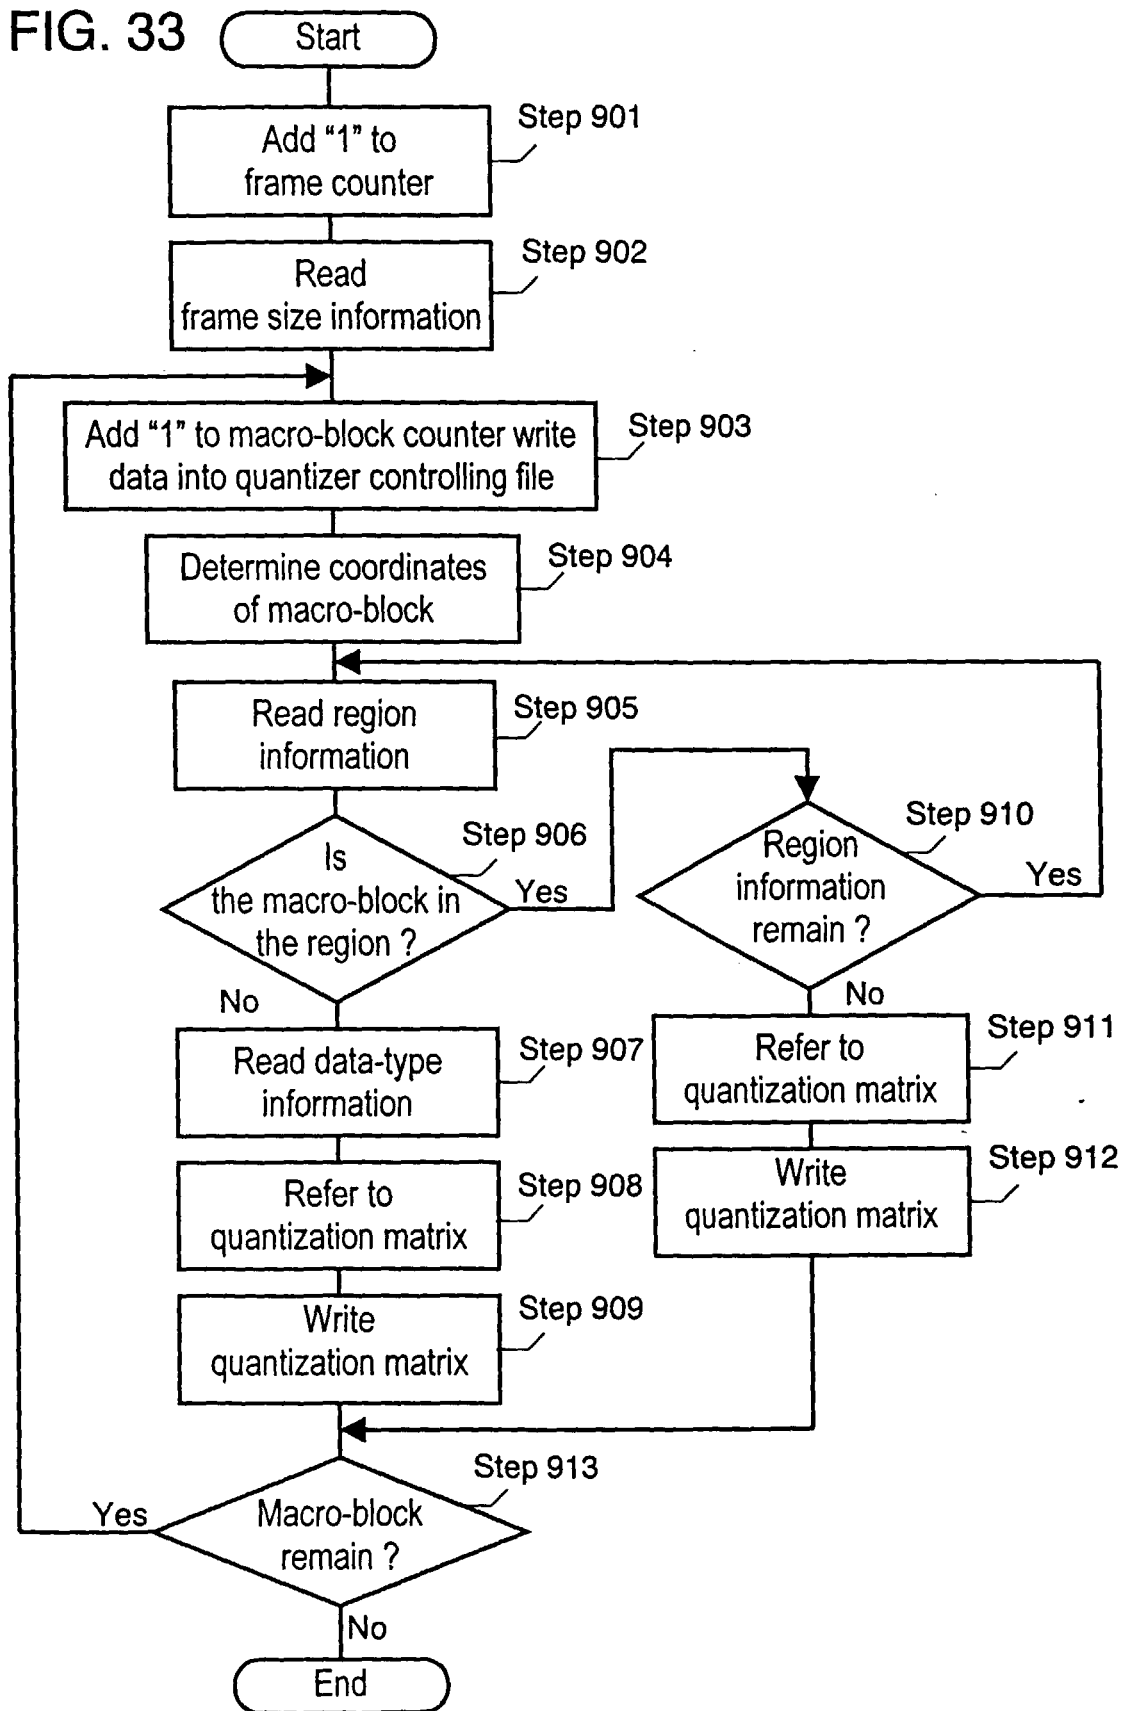 FIG. 33
Start
Step 901
Add “1” to
frame counter
Step 902
Read
frame size information
Step 903
Add “1” to macro-block counter write
data into quantizer controlling file
Step 904
Determine coordinates
of macro-block
Step 905
Read region
information
Step 906
Is
the macro-block in
the region ?
Yes
No
Step 910
Region
information
remain ?
Yes
No
Step 907
Read data-type
information
Step 911
Refer to
quantization matrix
Step 908
Refer to
quantization matrix
Step 912
Write
quantization matrix
Step 909
Write
quantization matrix
Step 913
Macro-block
remain ?
Yes
No
End